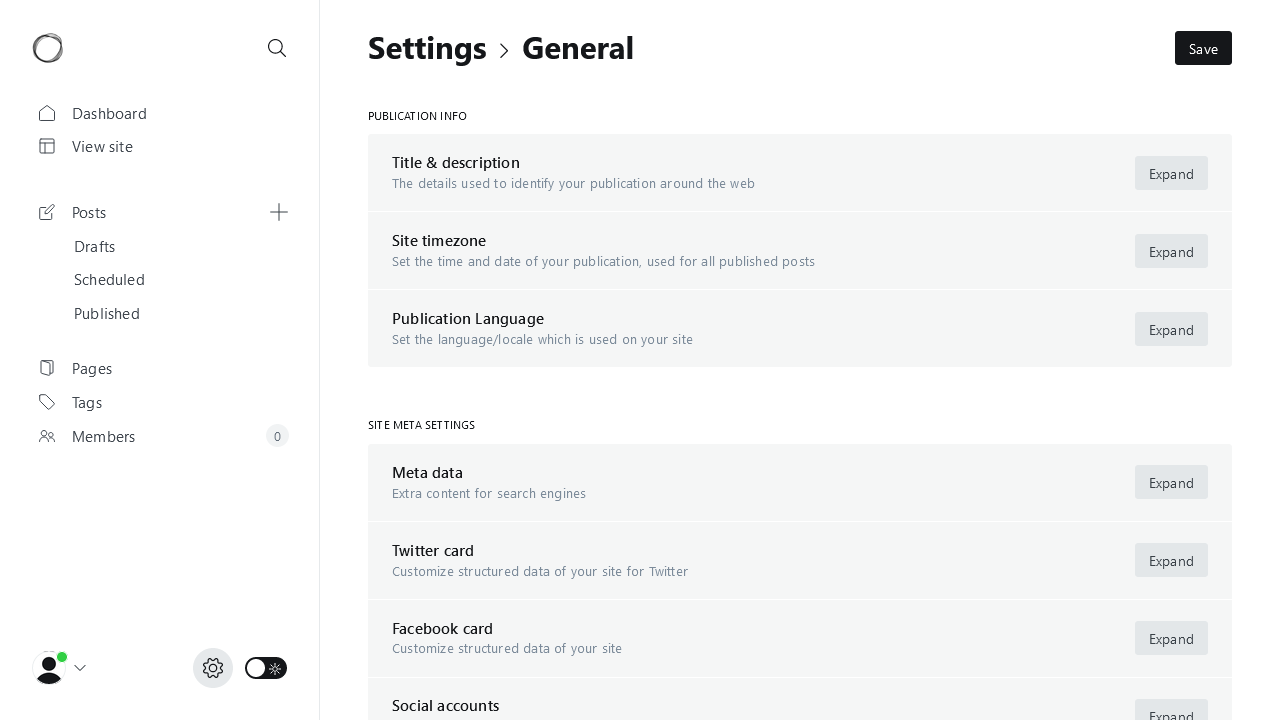 Dashboard
View site
Posts
Drafts
Scheduled
Published
Pages
Tags
Members
0
Settings
General
Save
PUBLICATION INFO
Title & description
The details used to identify your publication around the web
Expand
Site timezone
Set the time and date of your publication, used for all published posts
Expand
Publication Language
Set the language/locale which is used on your site
Expand
SITE META SETTINGS
Meta data
Extra content for search engines
Expand
Twitter card
Customize structured data of your site for Twitter
Expand
Facebook card
Customize structured data of your site
Expand
Social accounts
Expand